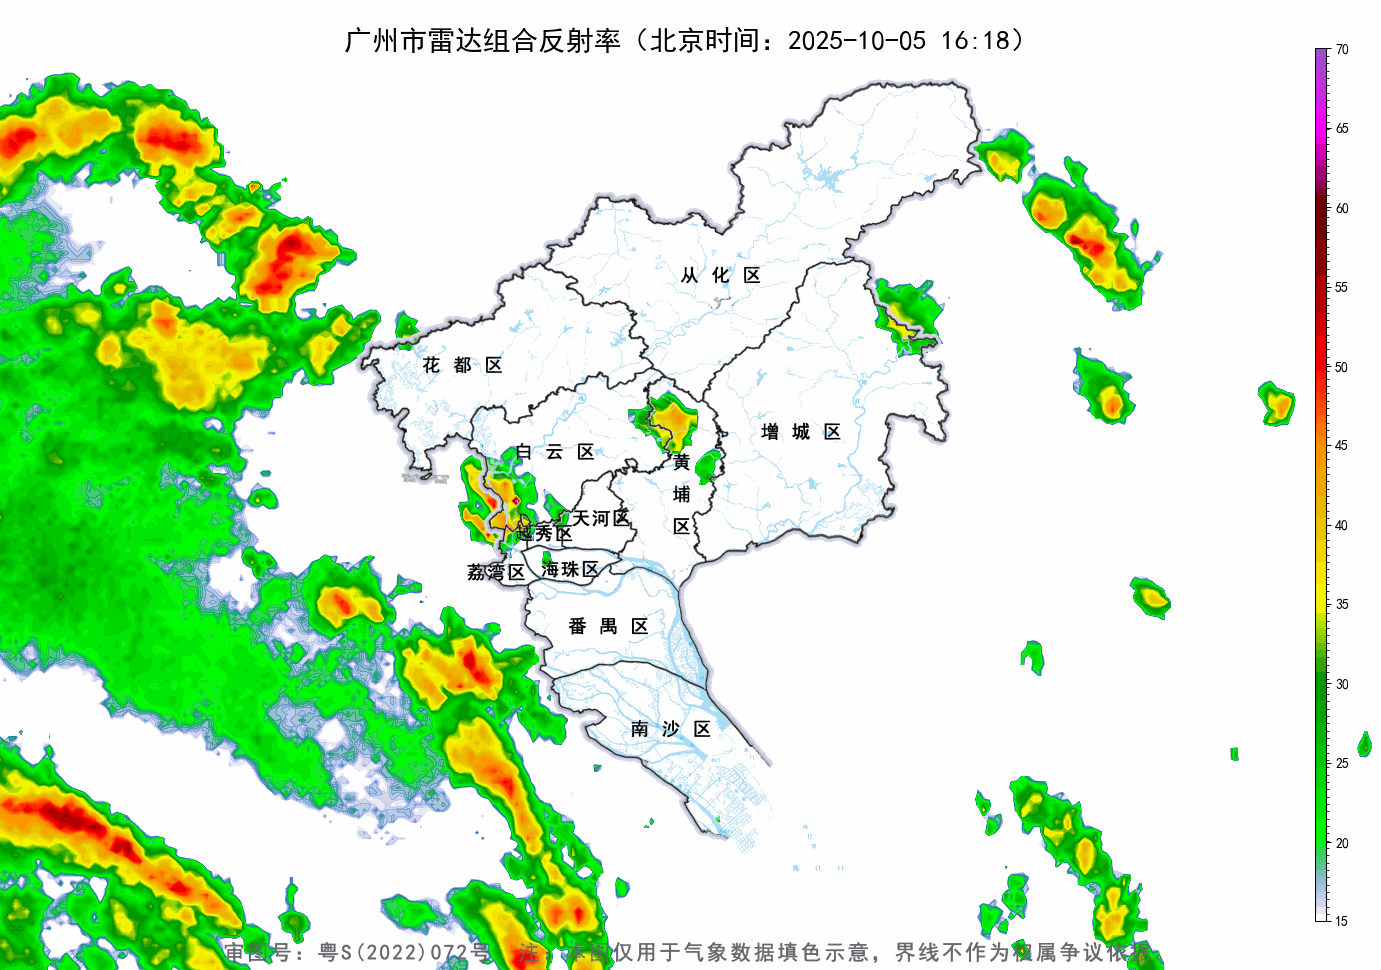 广州市雷达组合反射率（北京时间：2025-10-05 16:18）
70
65
60
55
50
45
40
35
30
25
20
15
从化区
花都区
增城区
白云区
黄埔区
天河区
越秀区
海珠区
荔湾区
番禺区
南沙区
审图号：粤S(2022)072号 注：本图仅用于气象数据填色示意，界线不作为权属争议依据